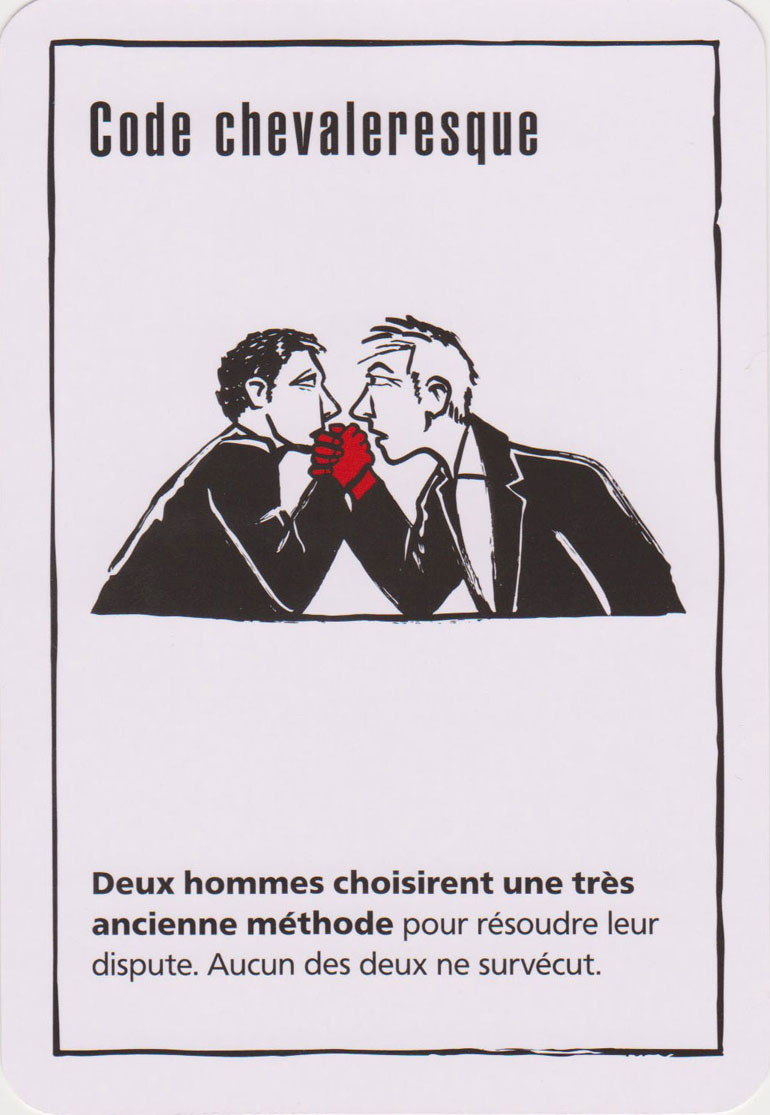 Code chevaleresque
Deux hommes choisirent une très
ancienne méthode pour résoudre leur
dispute. Aucun des deux ne survécut.